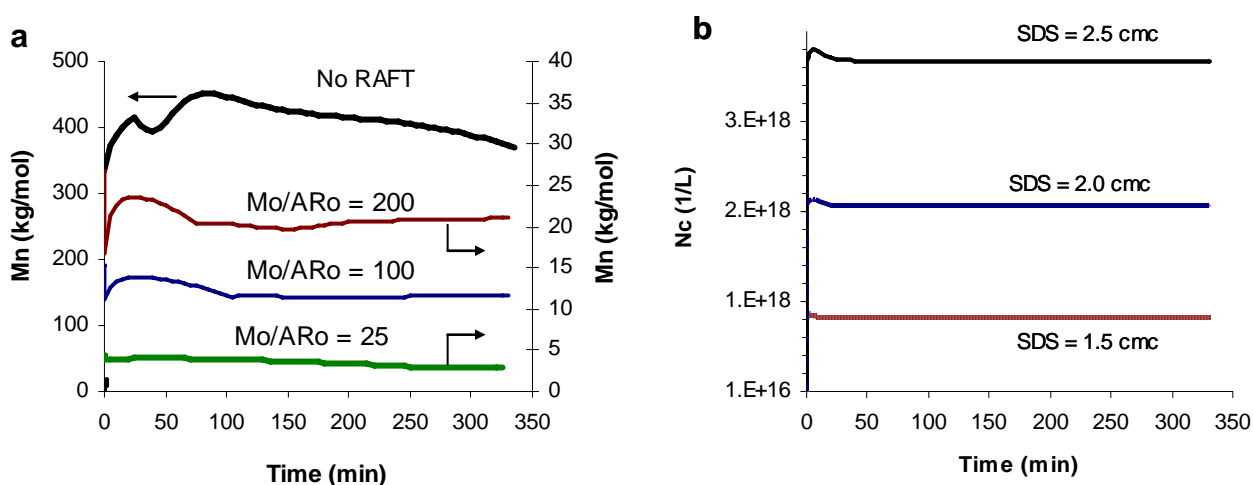 a
500
400
300
200
100
0
Mn (kg/mol)
40
35
30
25
20
15
10
5
0
Mn (kg/mol)
No RAFT
Mo/ARo = 200
Mo/ARo = 100
Mo/ARo = 25
0 50 100 150 200 250 300 350
Time (min)
b
3.E+18
2.E+18
1.E+18
1.E+16
Nc (1/L)
SDS = 2.5 cmc
SDS = 2.0 cmc
SDS = 1.5 cmc
0 50 100 150 200 250 300 350
Time (min)